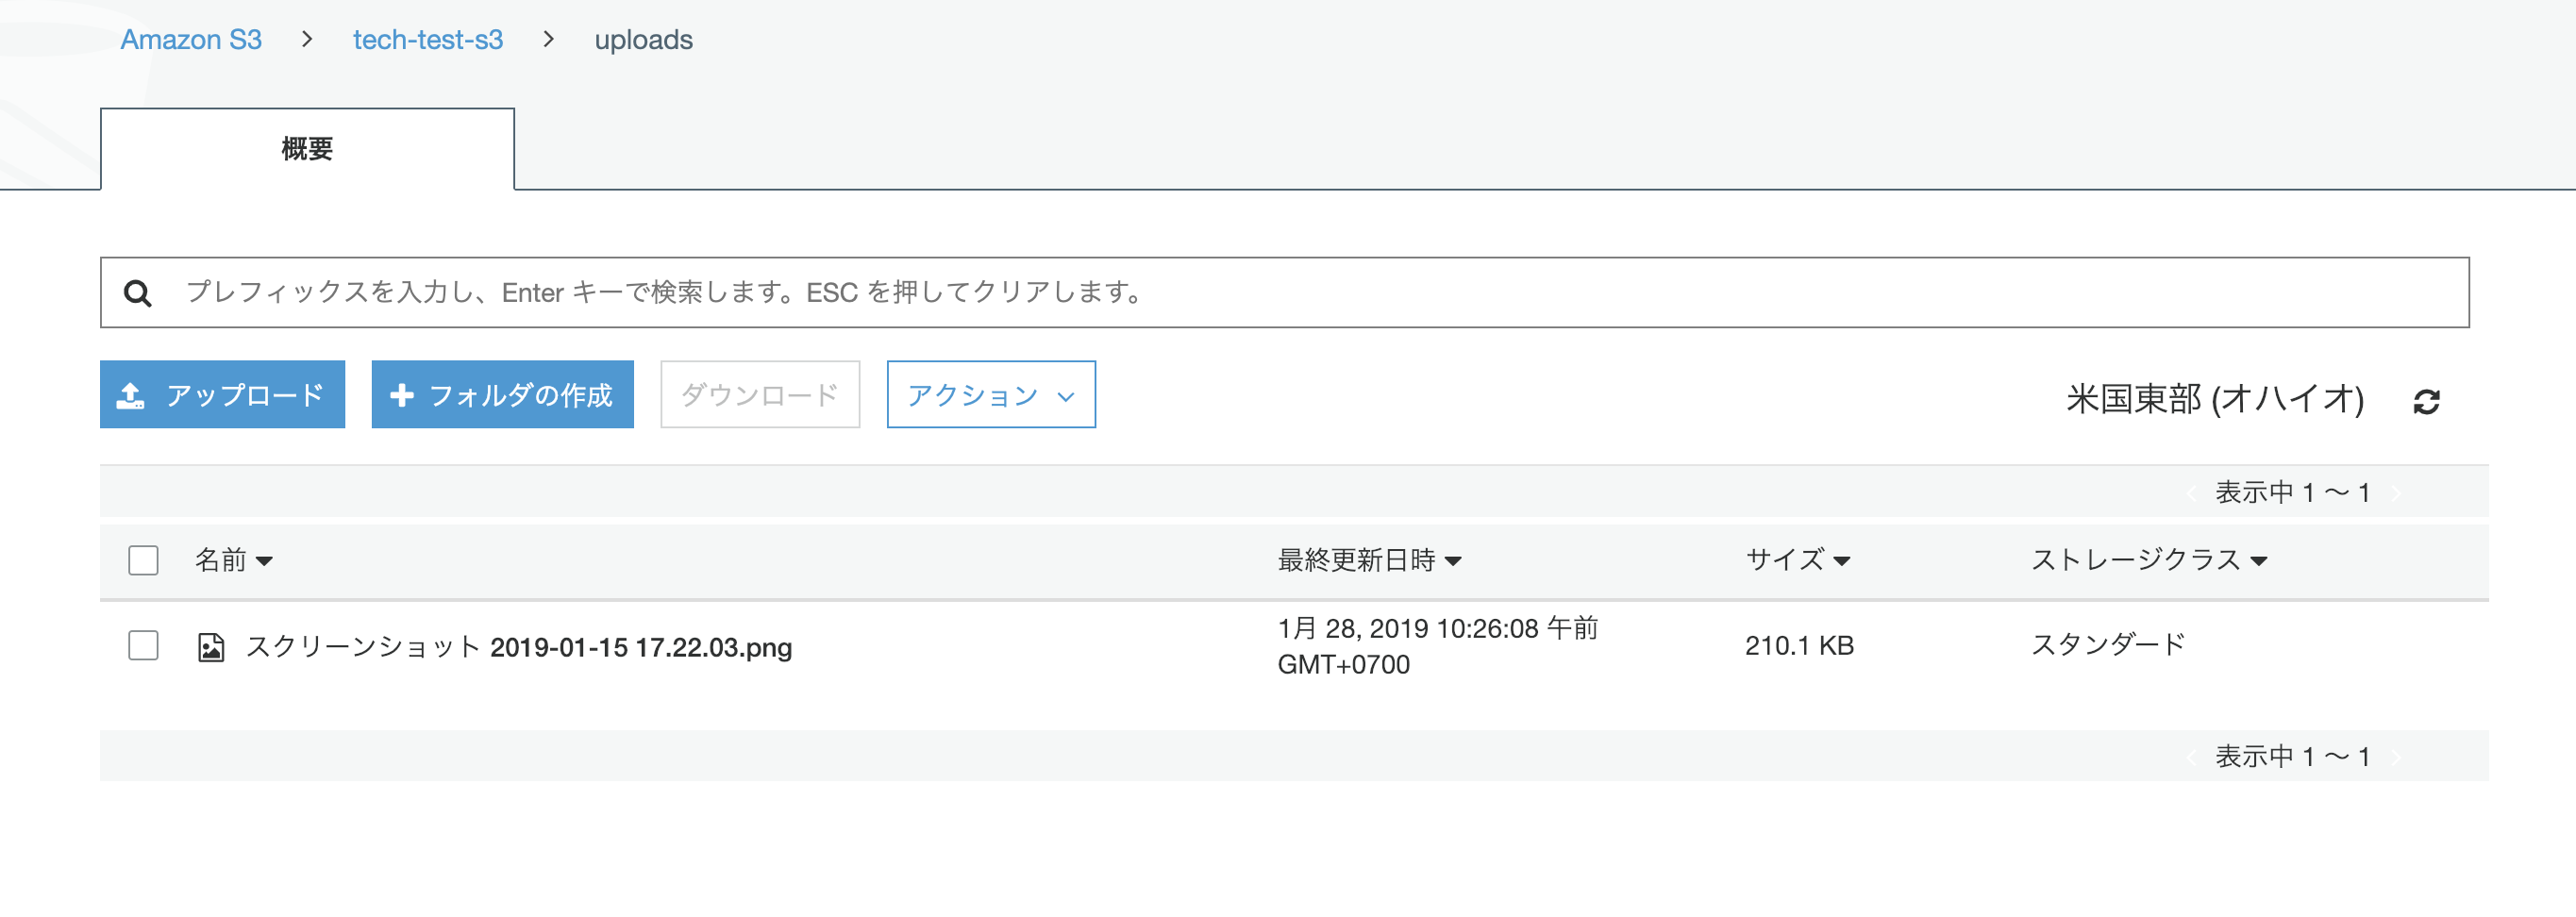 Amazon S3 > tech-test-s3 > uploads
概要
プレフィックスを入力し、Enter キーで検索します。ESC を押してクリアします。
アップロード フォルダの作成 ダウンロード アクション 米国東部 (オハイオ)
表示中 1 〜 1
名前 最終更新日時 サイズ ストレージクラス
スクリーンショット 2019-01-15 17.22.03.png 1月 28, 2019 10:26:08 午前 210.1 KB スタンダード
GMT+0700
表示中 1 〜 1